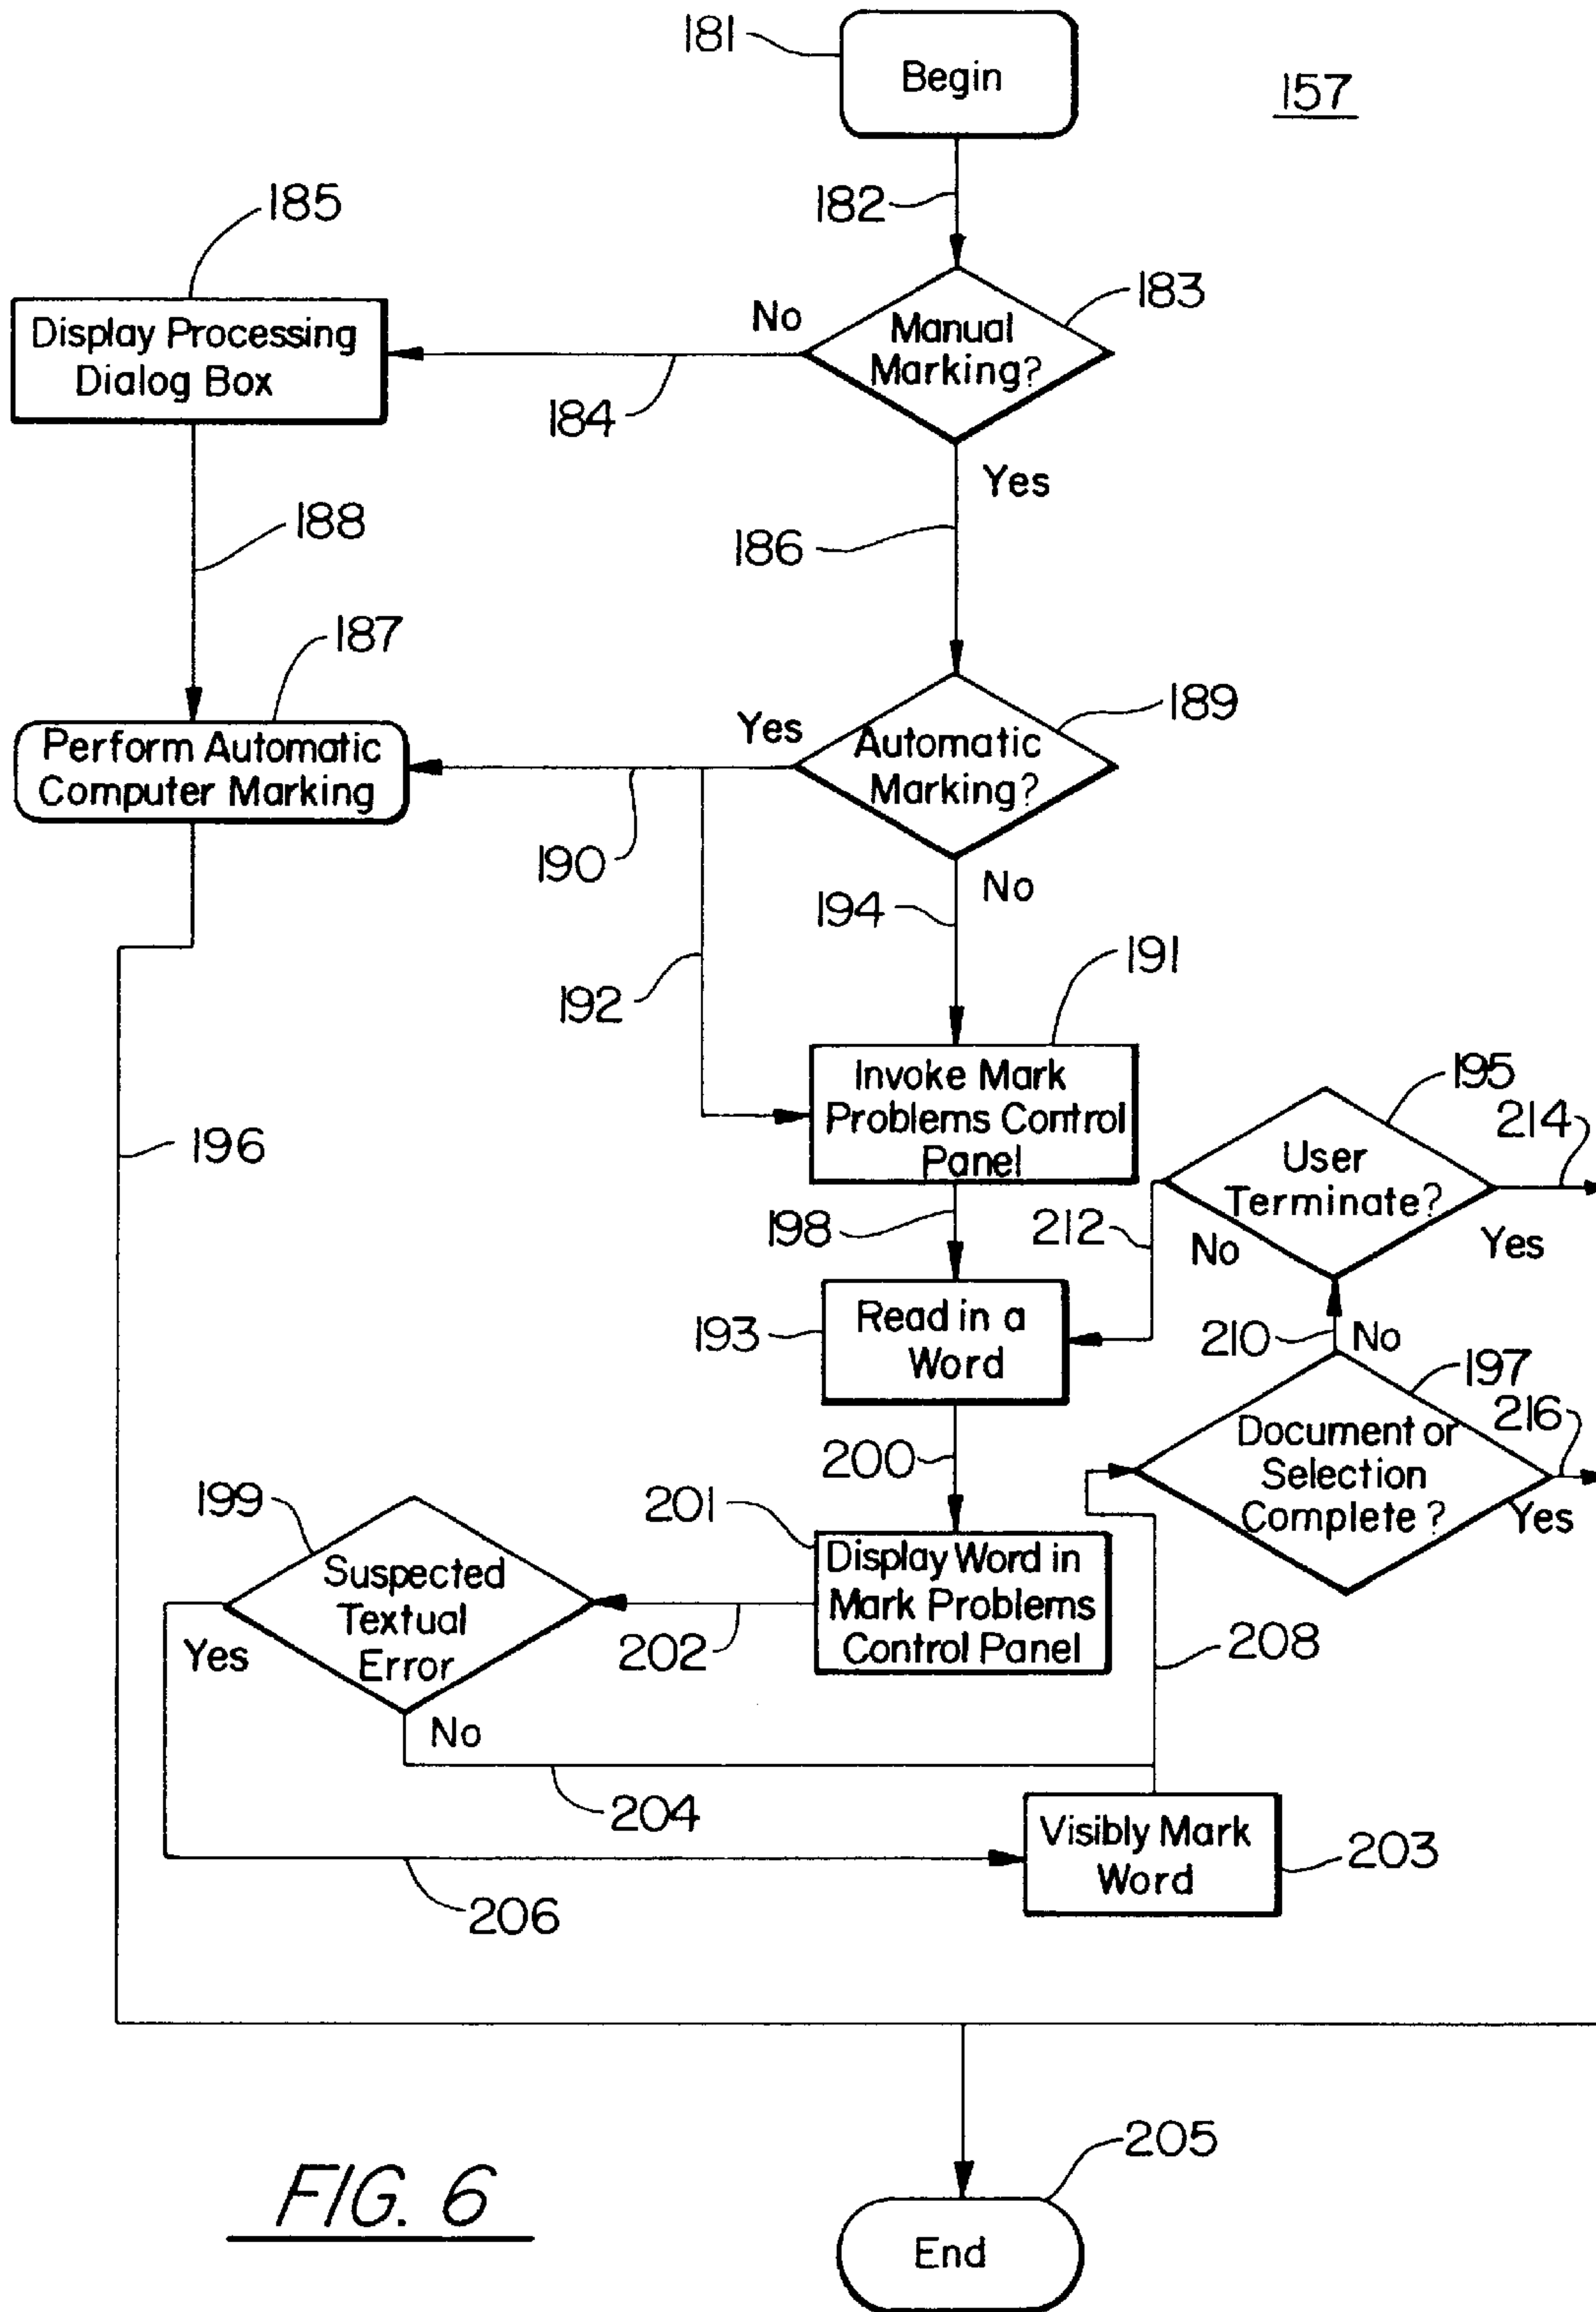 181
Begin
157
182
185
183
Display Processing
Dialog Box
No
Manual
Marking?
184
Yes
188
186
187
189
Perform Automatic
Computer Marking
Yes
Automatic
Marking?
190
No
194
192
191
Invoke Mark
Problems Control
Panel
195
214
196
User
Terminate?
198
212
No
Yes
193
Read in a
Word
210
No
197
216
200
Document or
Selection
Complete?
Yes
199
201
Suspected
Textual
Error
Display Word in
Mark Problems
Control Panel
Yes
202
208
No
204
Visibly Mark
Word
203
206
205
FIG. 6
End